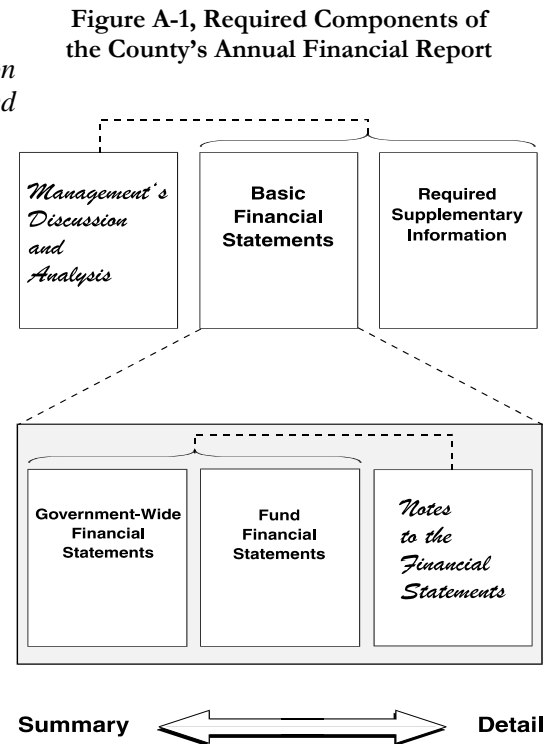 Figure A-1, Required Components of
the County's Annual Financial Report
Management's
Discussion
and
Analysis
Basic
Financial
Statements
Required
Supplementary
Information
Government-Wide
Financial
Statements
Fund
Financial
Statements
Notes
to the
Financial
Statements
Summary
Detail